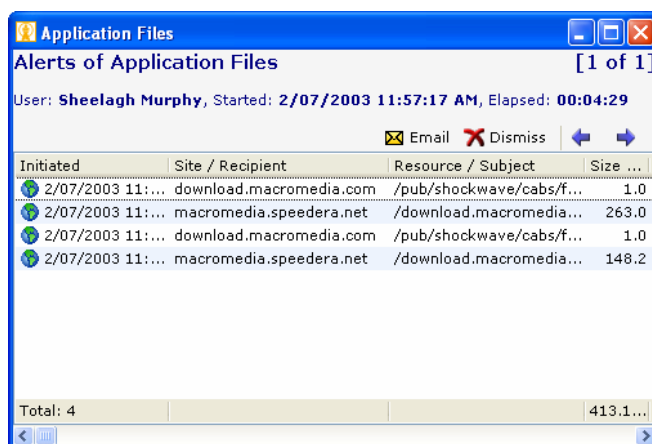 Application Files
Alerts of Application Files [1 of 1]
User: Sheelagh Murphy, Started: 2/07/2003 11:57:17 AM, Elapsed: 00:04:29
Email Dismiss
Initiated Site / Recipient Resource / Subject Size ...
2/07/2003 11:... download.macromedia.com /pub/shockwave/cabs/f... 1.0
2/07/2003 11:... macromedia.speedera.net /download.macromedia... 263.0
2/07/2003 11:... download.macromedia.com /pub/shockwave/cabs/f... 1.0
2/07/2003 11:... macromedia.speedera.net /download.macromedia... 148.2
Total: 4 413.1...